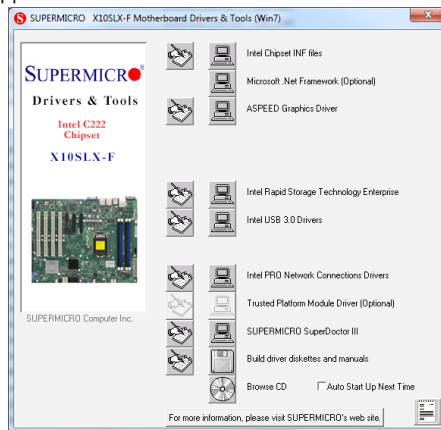 SUPERMICRO X10SLX-F Motherboard Drivers & Tools (Win7)
SUPERMICRO
Drivers & Tools
Intel C222
Chipset
X10SLX-F
SUPERMICRO Computer Inc.
Intel Chipset INF files
Microsoft .Net Framework (Optional)
ASPEED Graphics Driver
Intel Rapid Storage Technology Enterprise
Intel USB 3.0 Drivers
Intel PRO Network Connections Drivers
Trusted Platform Module Driver (Optional)
SUPERMICRO SuperDoctor III
Build driver diskettes and manuals
Browse CD
Auto Start Up Next Time
For more information, please visit SUPERMICRO's web site.